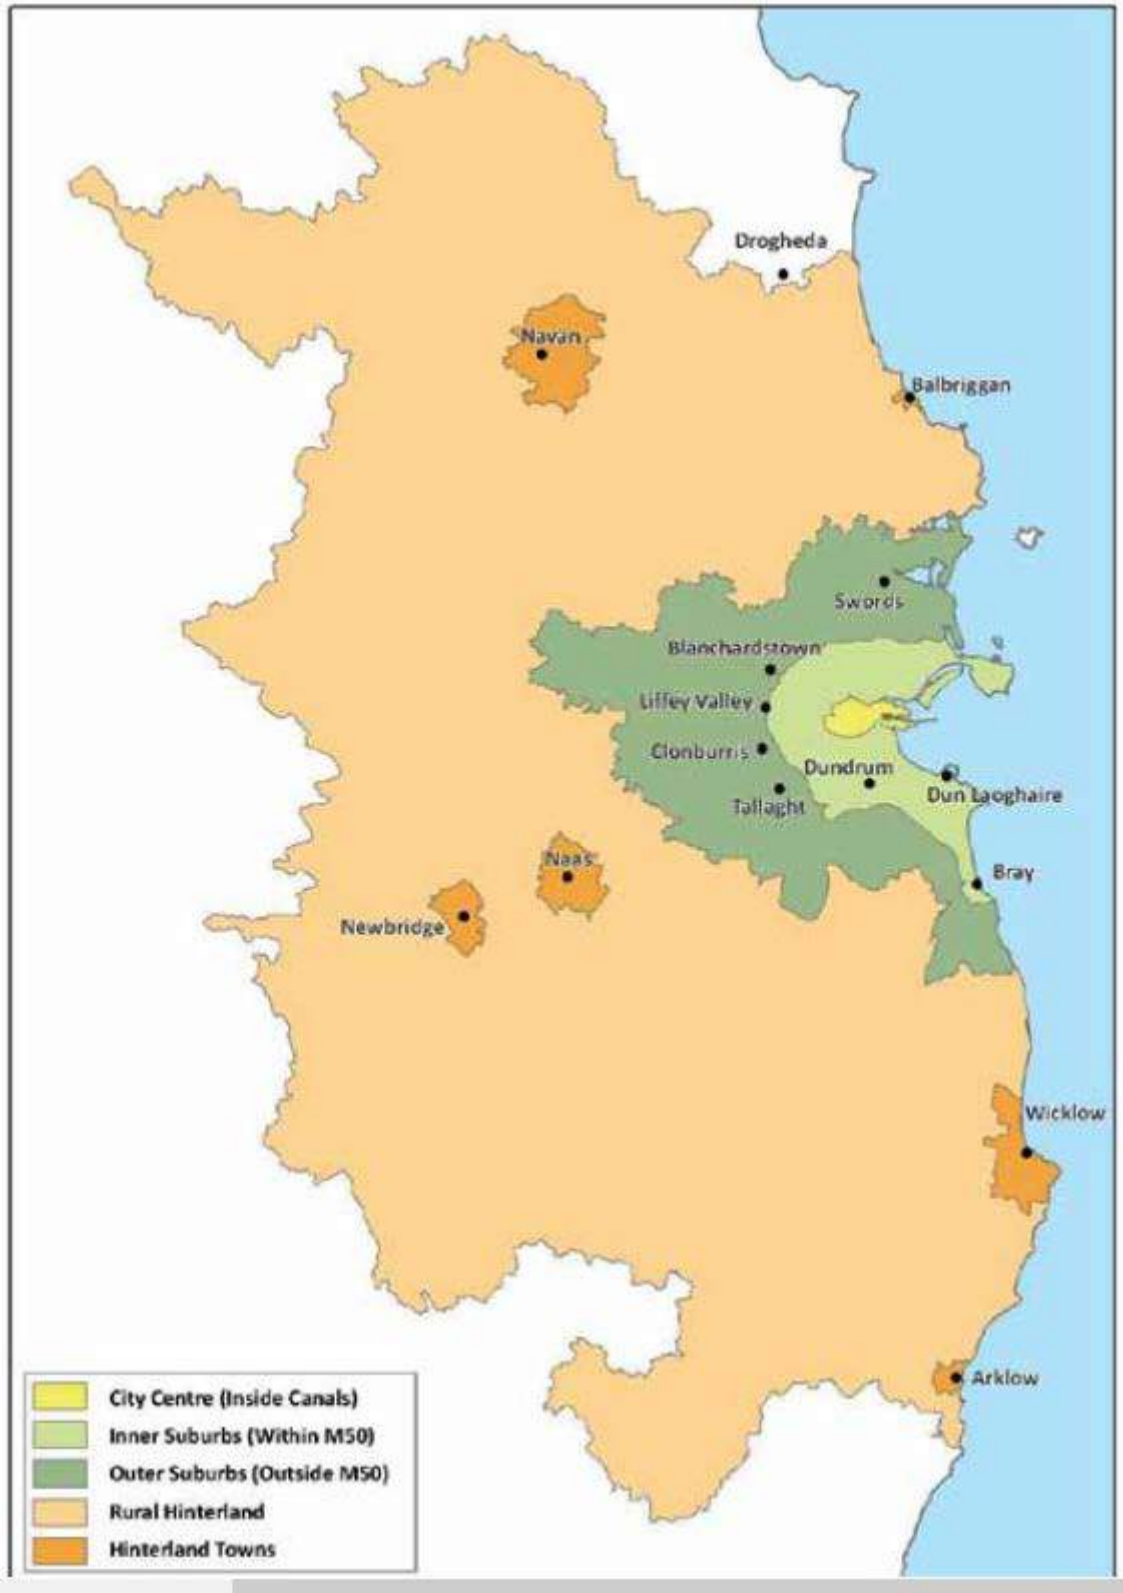 Drogheda
Navan
Balbriggan
Swords
Blanchardstown
Liffey Valley
Clonburris
Dundrum
Tallaght
Dun Laoghaire
Naas
Bray
Newbridge
Wicklow
Arklow
City Centre (Inside Canals)
Inner Suburbs (Within M50)
Outer Suburbs (Outside M50)
Rural Hinterland
Hinterland Towns